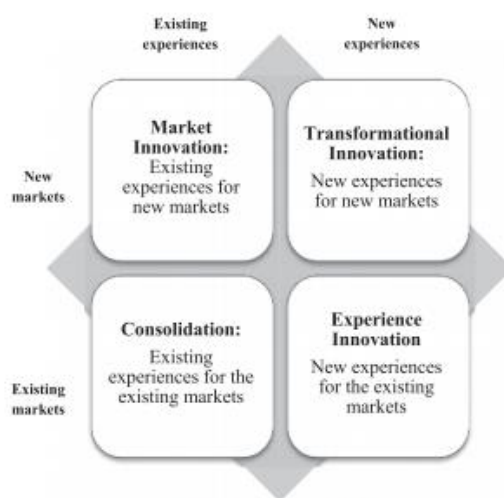 Existing
experiences
New
experiences
New
markets
Market
Innovation:
Existing
experiences for
new markets
Transformational
Innovation:
New experiences
for new markets
Existing
markets
Consolidation:
Existing
experiences for the
existing markets
Experience
Innovation
New experiences
for the existing
markets